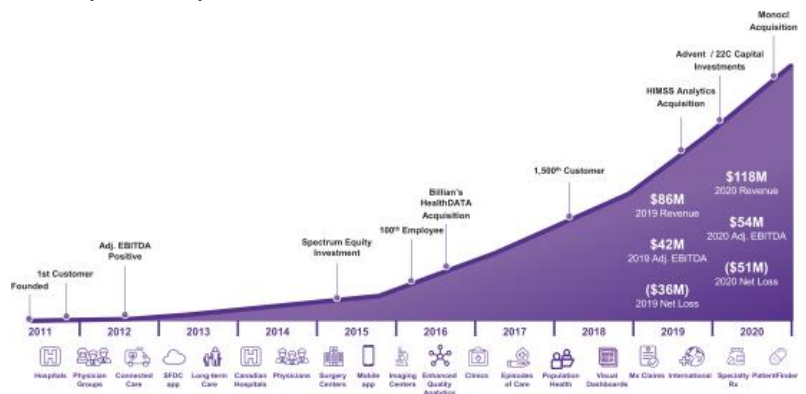 Monocl
Acquisition
Advent / 22C Capital
Investments
HIMSS Analytics
Acquisition
1,500th Customer
Billian's
HealthDATA
Acquisition
100th Employee
Spectrum Equity
Investment
Adj. EBITDA
Positive
1st Customer
Founded
$86M
2019 Revenue
$42M
2019 Adj. EBITDA
($36M)
2019 Net Loss
$118M
2020 Revenue
$54M
2020 Adj. EBITDA
($51M)
2020 Net Loss
2011 2012 2013 2014 2015 2016 2017 2018 2019 2020
Hospitals
Physician
Groups
Connected
Care
SFDC
app
Long-term
Care
Canadian
Hospitals
Physicians
Surgery
Centers
Mobile
app
Imaging
Centers
Enhanced
Quality
Analytics
Clinics
Episodes
of Care
Population
Health
Visual
Dashboards
Mx Claims
International
Specialty
Rx
PatientFinder